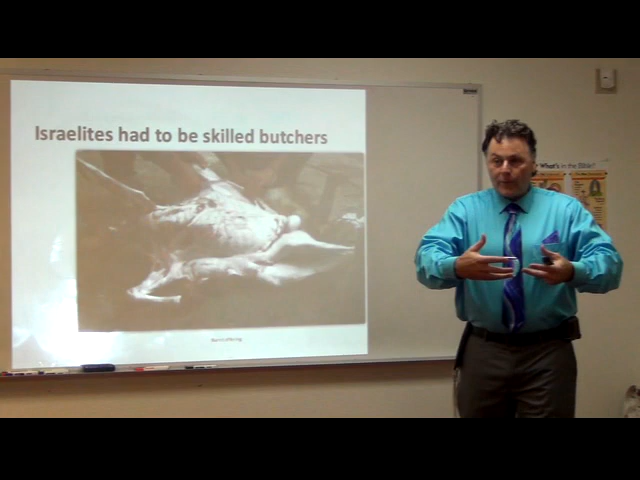 Israelites had to be skilled butchers
What's in the Bible?